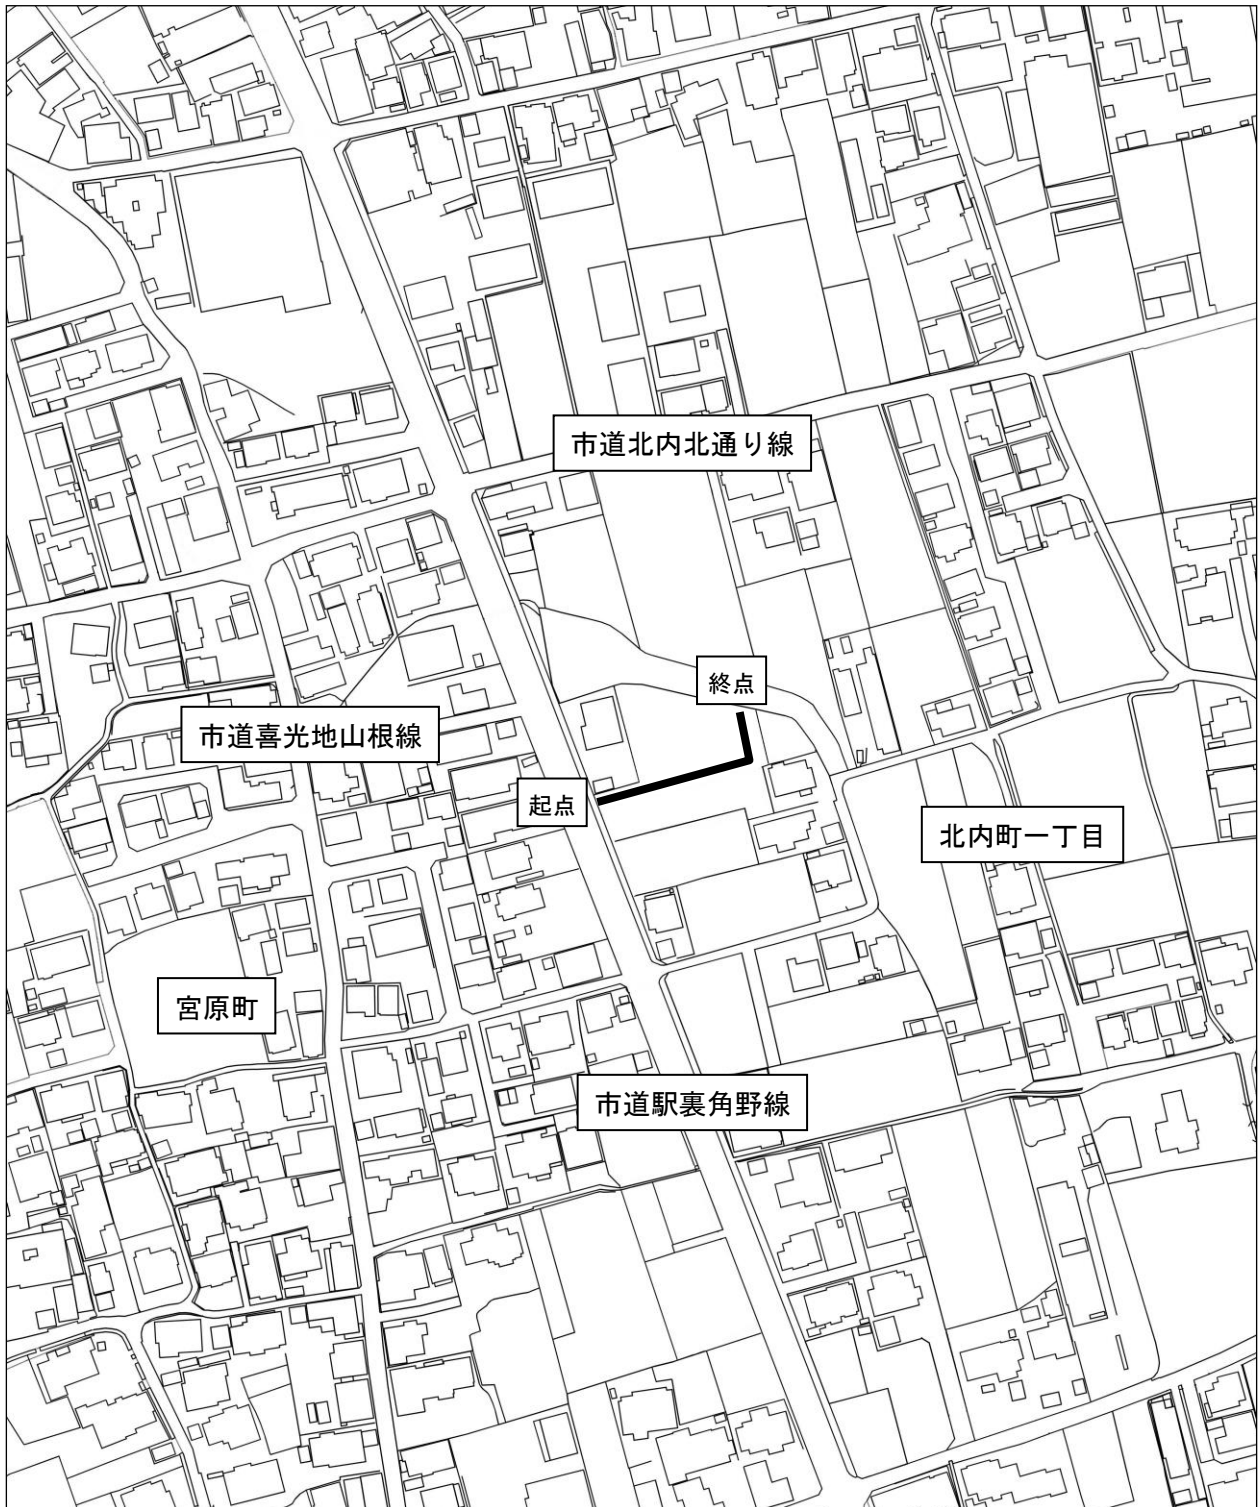 市道北内北通り線
終点
市道喜光地山根線
起点
北内町一丁目
宮原町
市道駅裏角野線